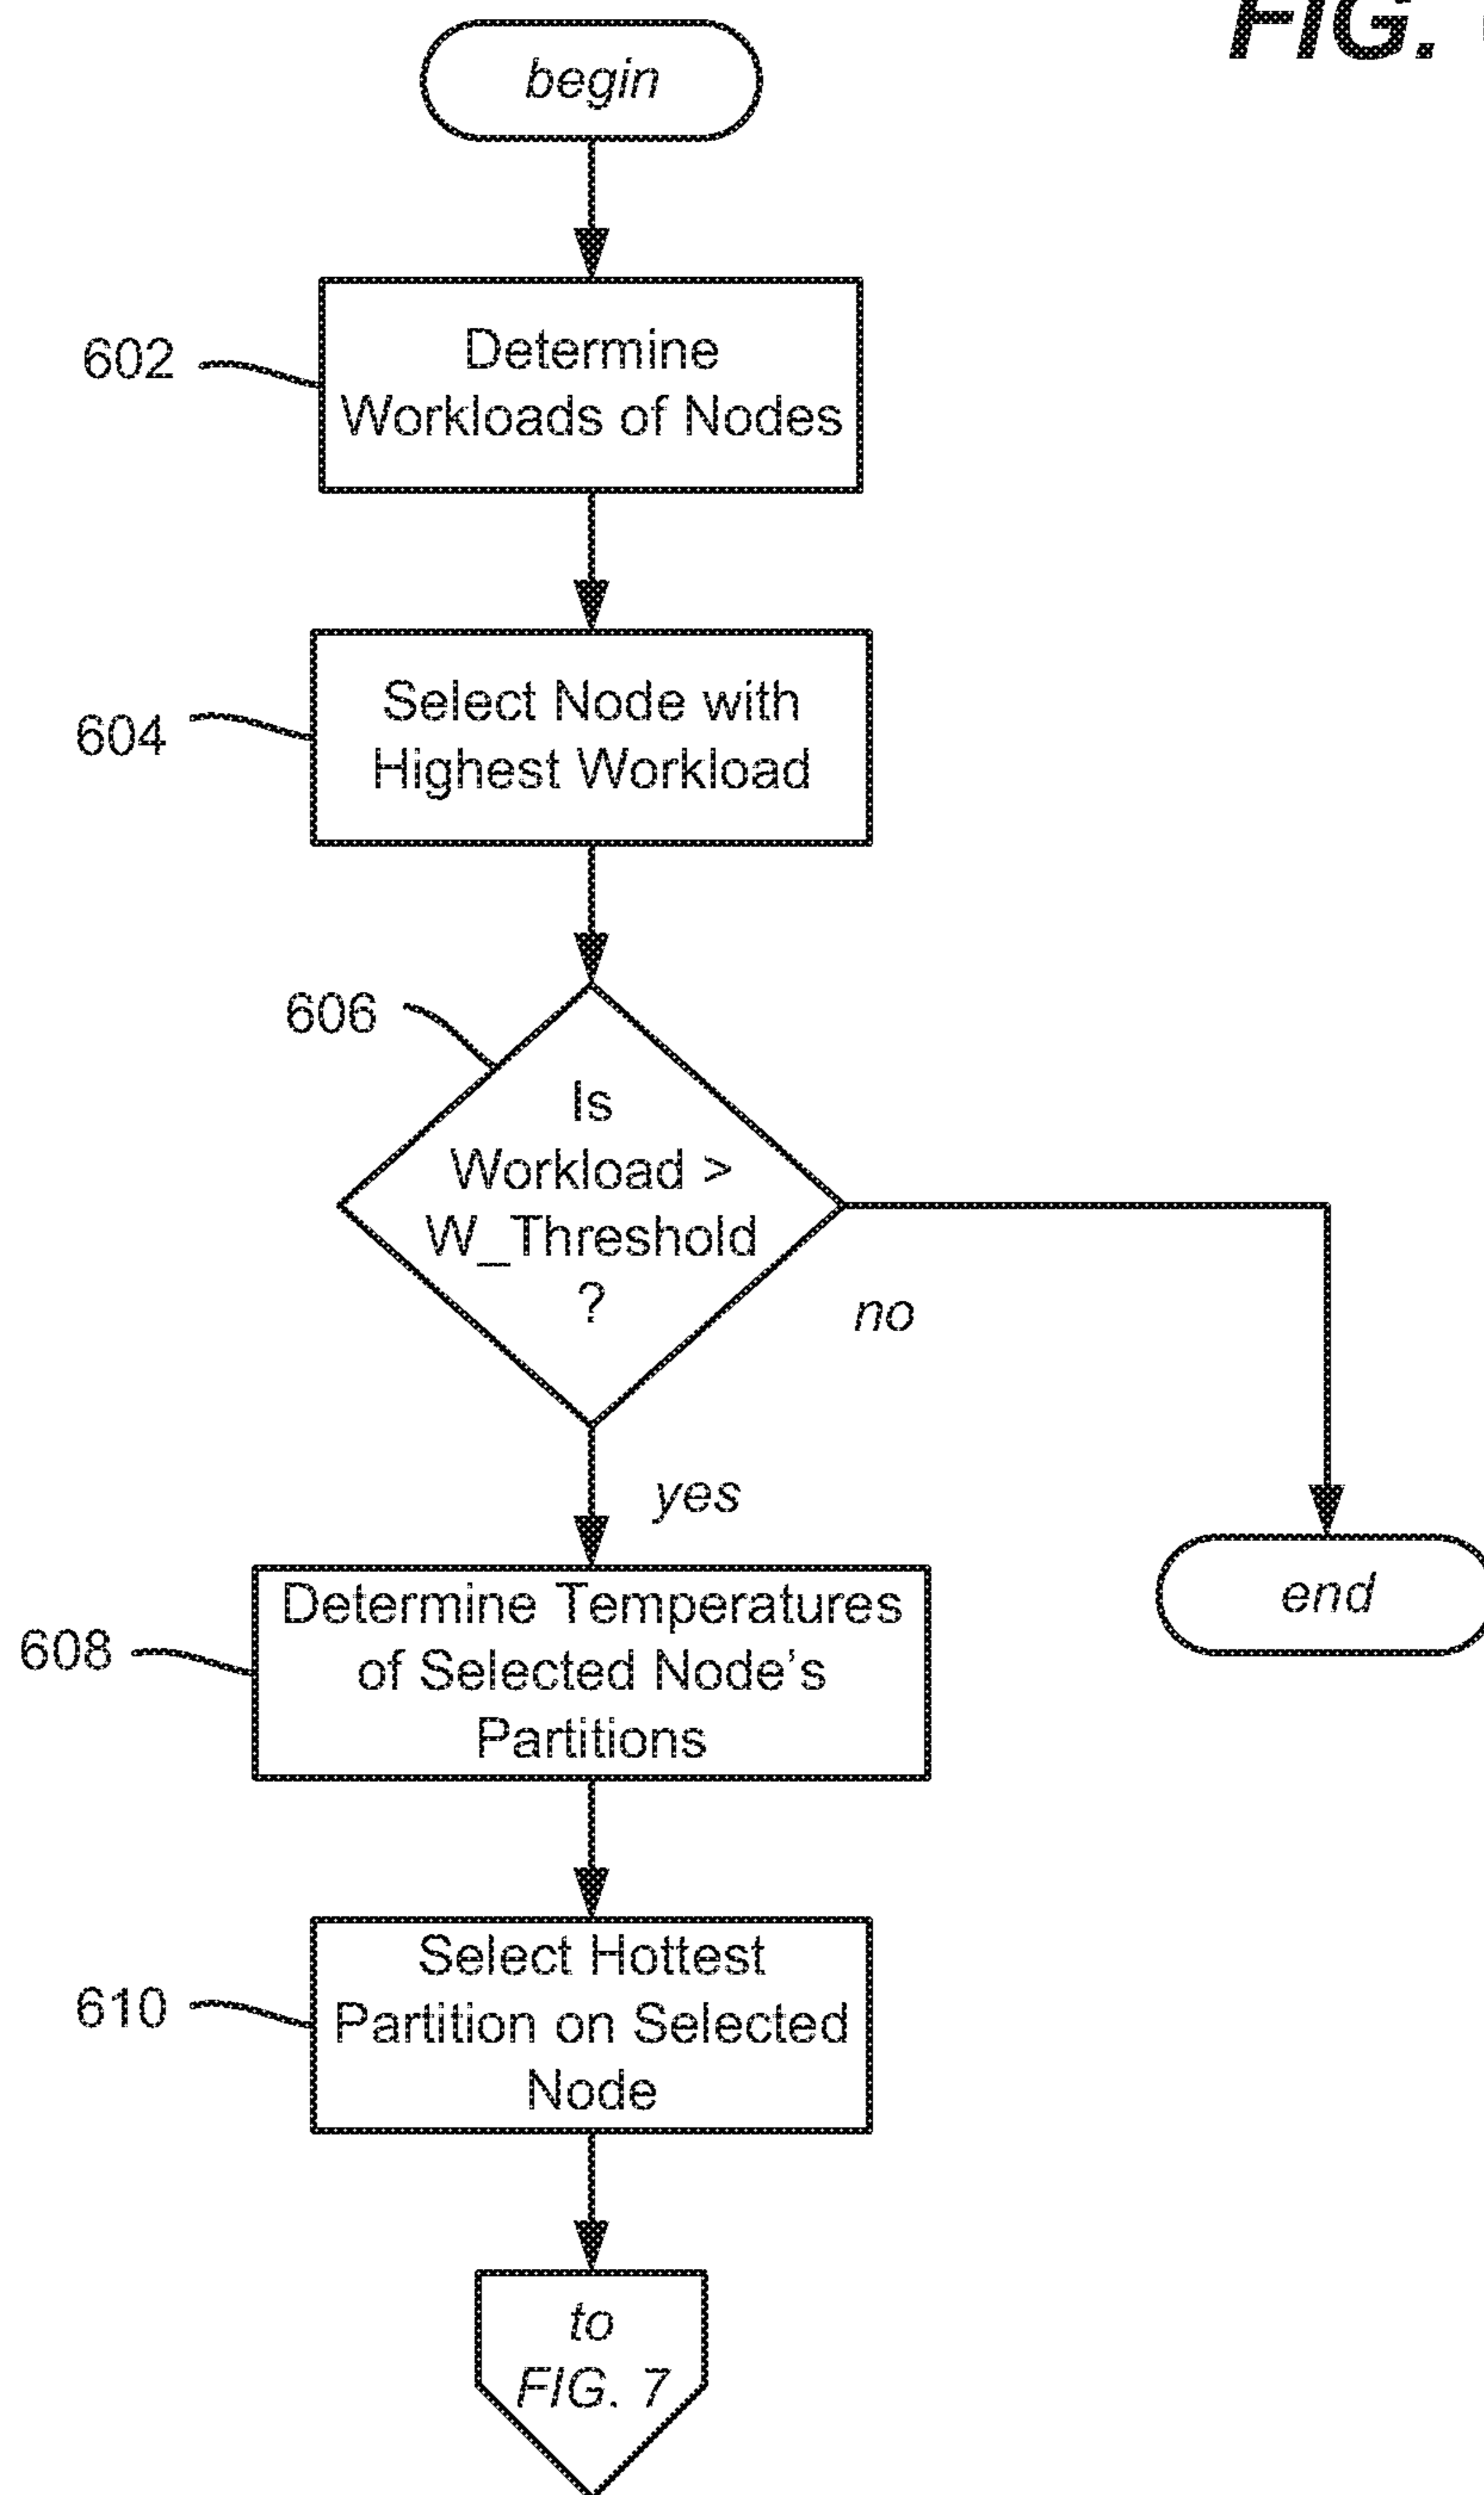 FIG.
begin
602
Determine
Workloads of Nodes
604
Select Node with
Highest Workload
606
Is
Workload >
W_Threshold
?
no
yes
608
Determine Temperatures
of Selected Node's
Partitions
end
610
Select Hottest
Partition on Selected
Node
to
FIG. 7